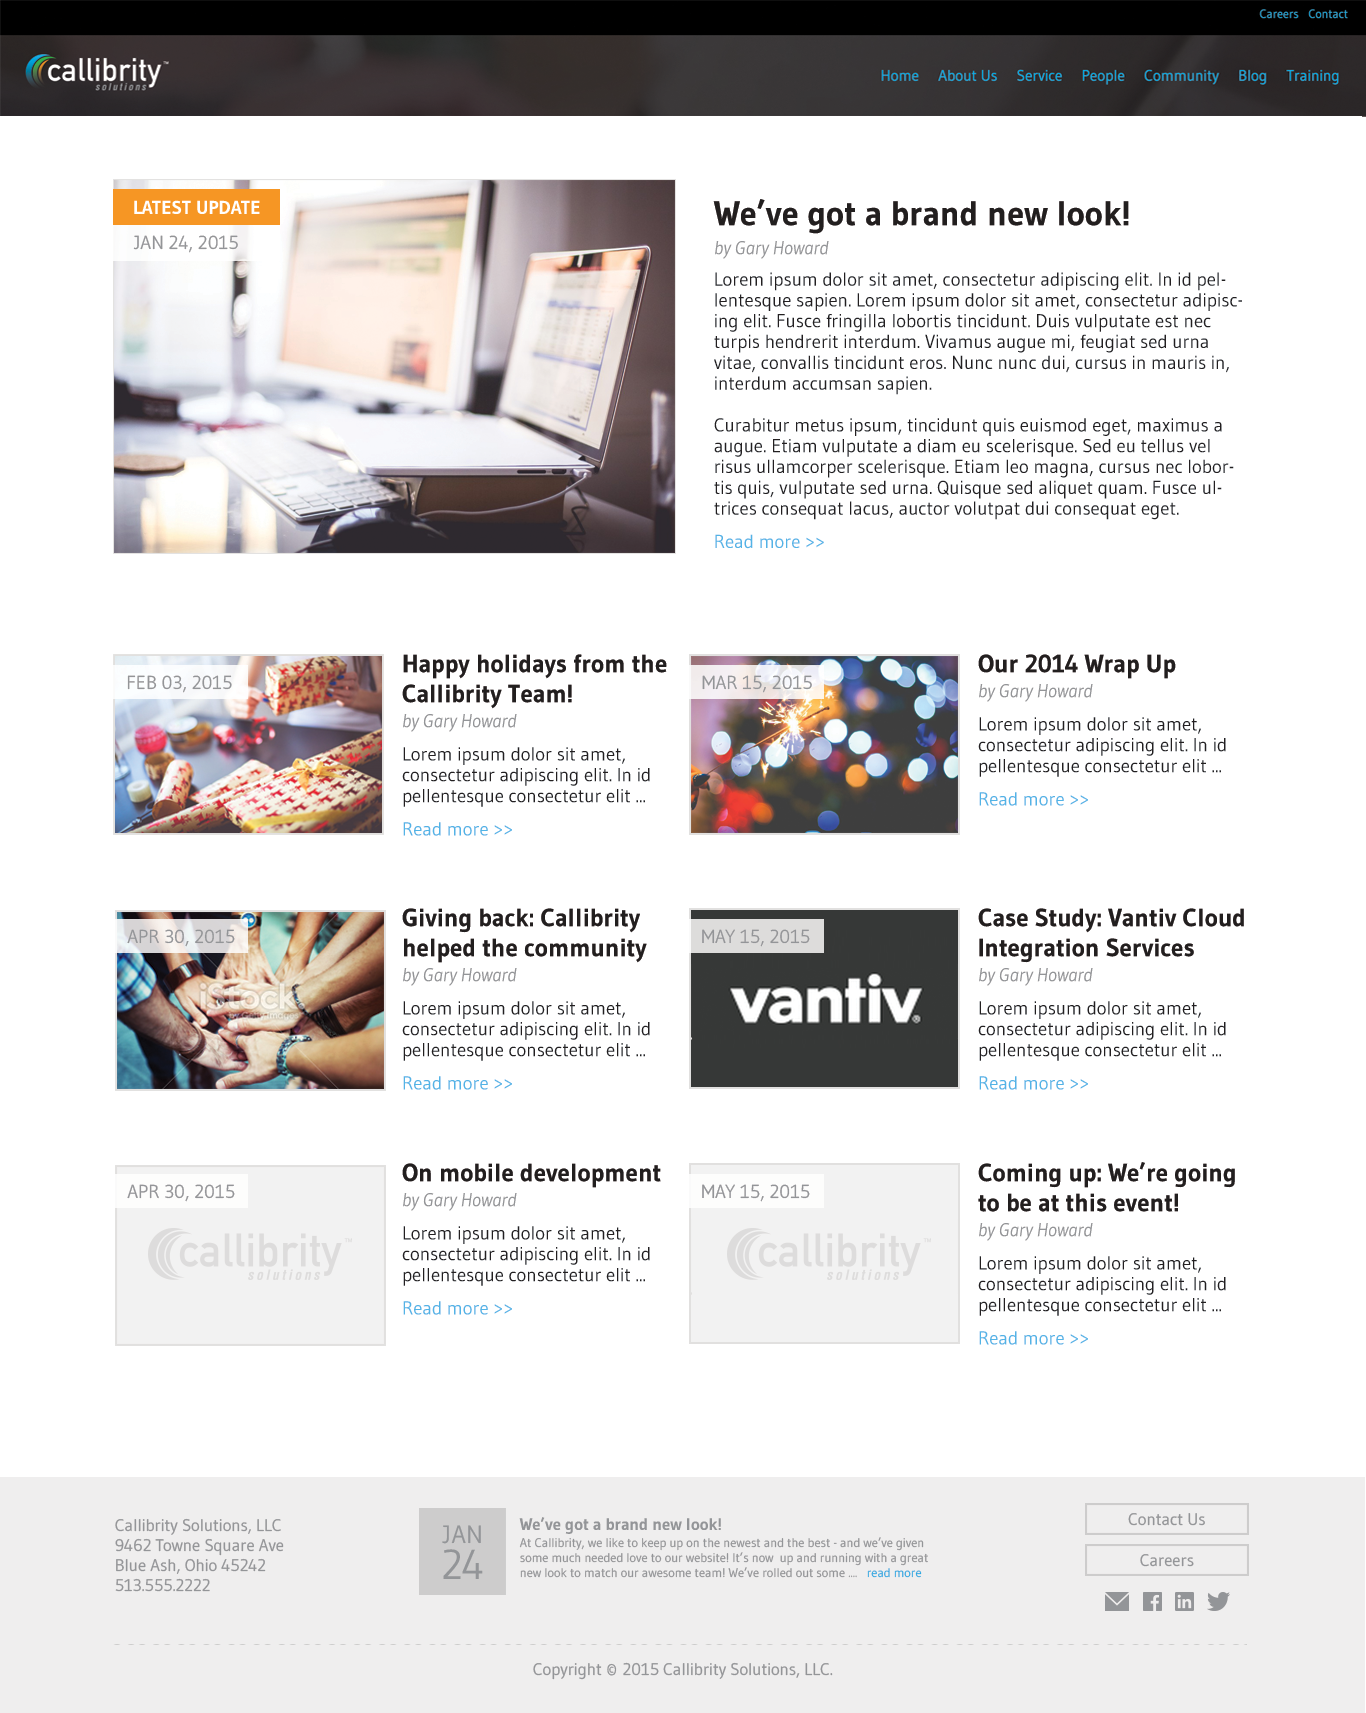 Careers Contact
callibrity™
solutions
Home About Us Service People Community Blog Training
LATEST UPDATE
JAN 24, 2015
We’ve got a brand new look!
by Gary Howard
Lorem ipsum dolor sit amet, consectetur adipiscing elit. In id pel-
lentesque sapien. Lorem ipsum dolor sit amet, consectetur adipisc-
ing elit. Fusce fringilla lobortis tincidunt. Duis vulputate est nec
turpis hendrerit interdum. Vivamus augue mi, feugiat sed urna
vitae, convallis tincidunt eros. Nunc nunc dui, cursus in mauris in,
interdum accumsan sapien.
Curabitur metus ipsum, tincidunt quis euismod eget, maximus a
augue. Etiam vulputate a diam eu scelerisque. Sed eu tellus vel
risus ullamcorper scelerisque. Etiam leo magna, cursus nec lobor-
tis quis, vulputate sed urna. Quisque sed aliquet quam. Fusce ul-
trices consequat lacus, auctor volutpat dui consequat eget.
Read more >>
FEB 03, 2015
Happy holidays from the
Callibrity Team!
by Gary Howard
Lorem ipsum dolor sit amet,
consectetur adipiscing elit. In id
pellentesque consectetur elit ...
Read more >>
MAR 15, 2015
Our 2014 Wrap Up
by Gary Howard
Lorem ipsum dolor sit amet,
consectetur adipiscing elit. In id
pellentesque consectetur elit ...
Read more >>
APR 30, 2015
iStock
Giving back: Callibrity
helped the community
by Gary Howard
Lorem ipsum dolor sit amet,
consectetur adipiscing elit. In id
pellentesque consectetur elit ...
Read more >>
MAY 15, 2015
vantiv®
Case Study: Vantiv Cloud
Integration Services
by Gary Howard
Lorem ipsum dolor sit amet,
consectetur adipiscing elit. In id
pellentesque consectetur elit ...
Read more >>
APR 30, 2015
callibrity™
solutions
On mobile development
by Gary Howard
Lorem ipsum dolor sit amet,
consectetur adipiscing elit. In id
pellentesque consectetur elit ...
Read more >>
MAY 15, 2015
callibrity™
solutions
Coming up: We’re going
to be at this event!
by Gary Howard
Lorem ipsum dolor sit amet,
consectetur adipiscing elit. In id
pellentesque consectetur elit ...
Read more >>
Callibrity Solutions, LLC
9462 Towne Square Ave
Blue Ash, Ohio 45242
513.555.2222
JAN
24
We’ve got a brand new look!
At Callibrity, we like to keep up on the newest and the best - and we’ve given
some much needed love to our website! It’s now up and running with a great
new look to match our awesome team! We’ve rolled out some .... read more
Contact Us
Careers
Copyright © 2015 Callibrity Solutions, LLC.